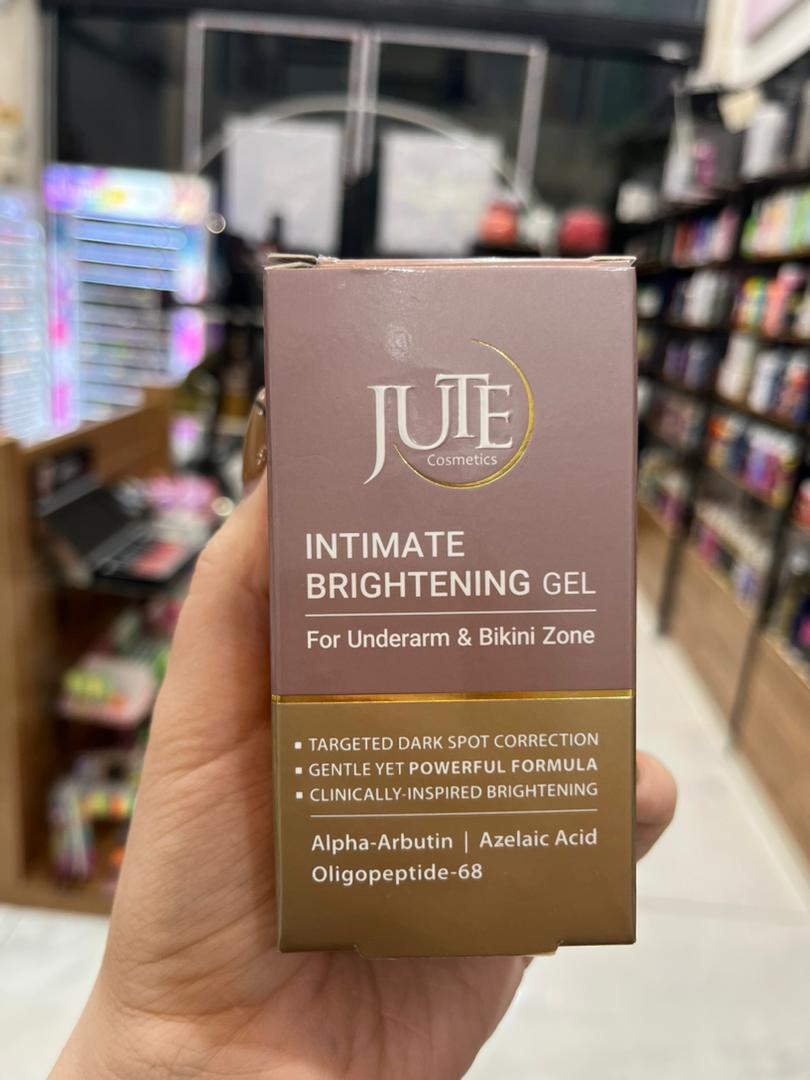 JUTE
Cosmetics
INTIMATE
BRIGHTENING GEL
For Underarm & Bikini Zone
▪ TARGETED DARK SPOT CORRECTION
▪ GENTLE YET POWERFUL FORMULA
▪ CLINICALLY-INSPIRED BRIGHTENING
Alpha-Arbutin | Azelaic Acid
Oligopeptide-68